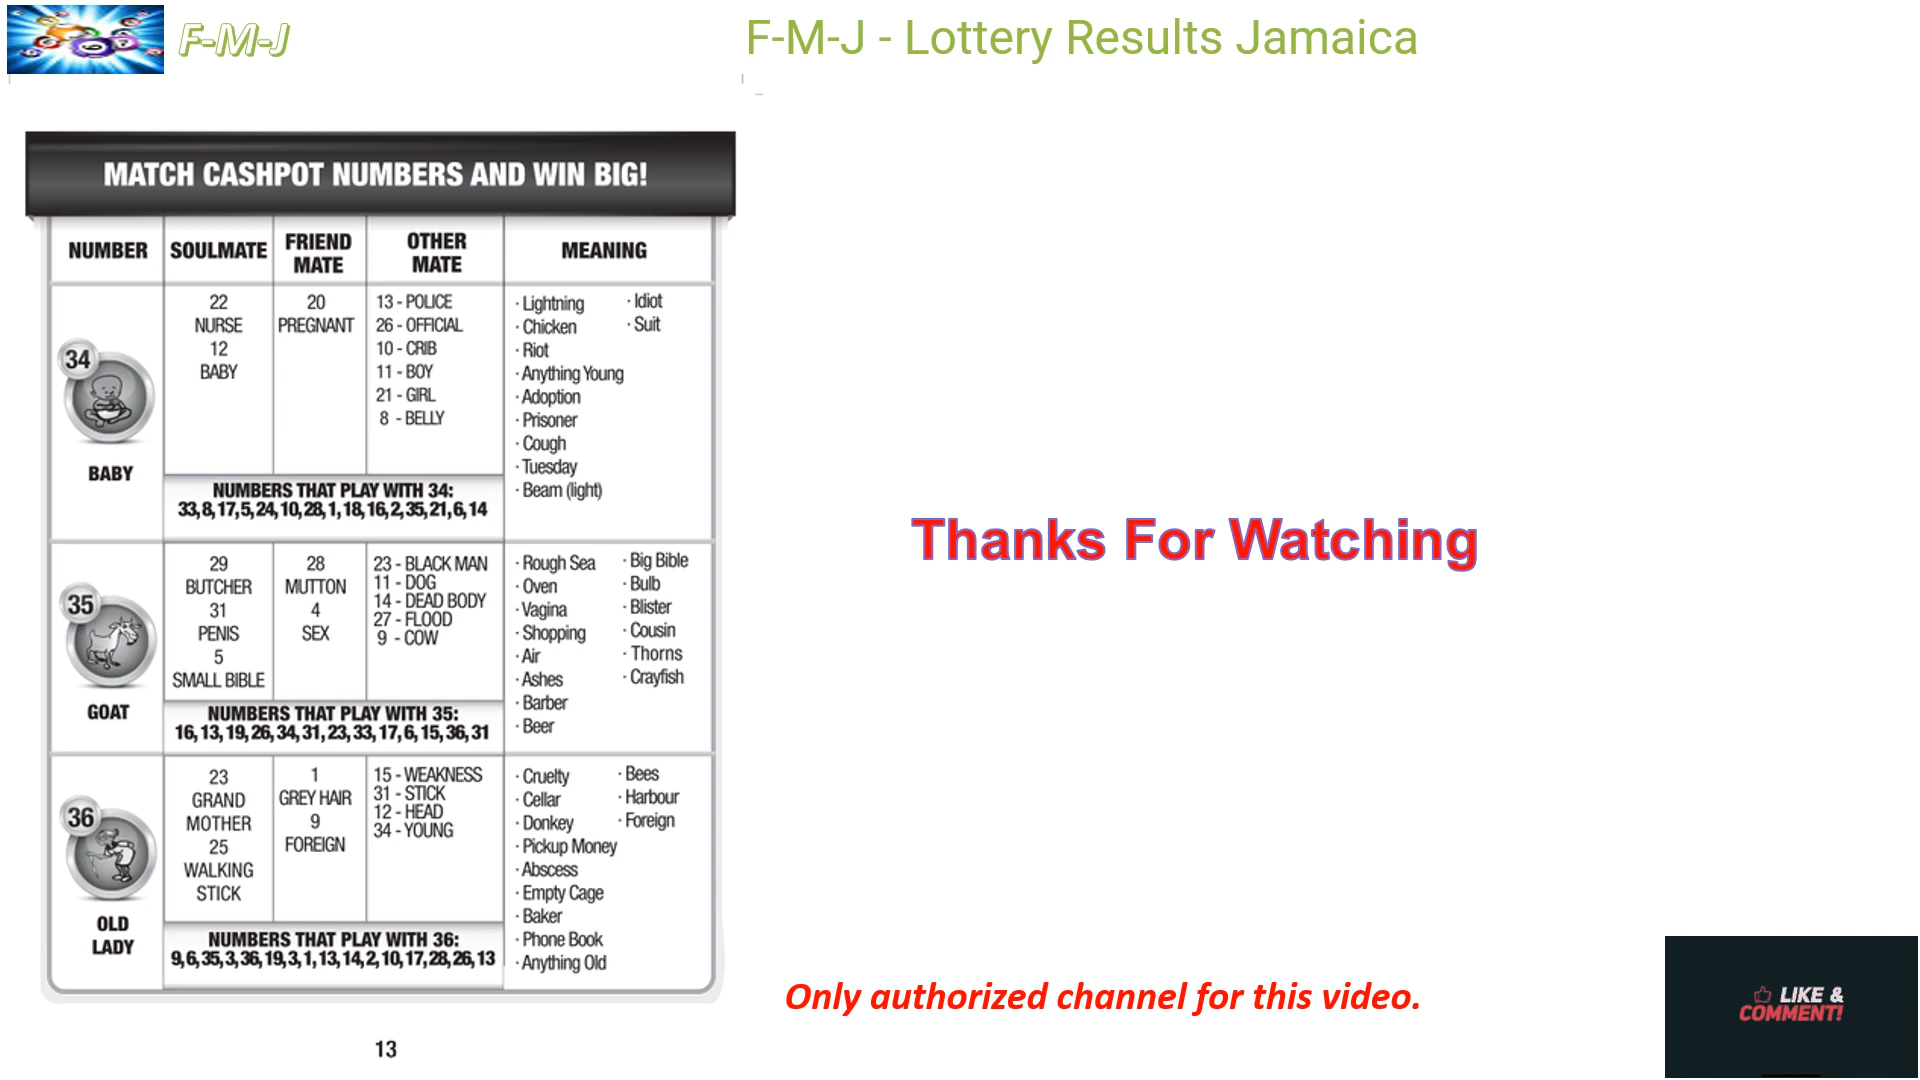 F-M-J
F-M-J - Lottery Results Jamaica
MATCH CASHPOT NUMBERS AND WIN BIG!
NUMBER
SOULMATE
FRIEND
MATE
OTHER
MATE
MEANING
34
BABY
22
NURSE
12
BABY
20
PREGNANT
13 - POLICE
26 - OFFICIAL
10 - CRIB
11 - BOY
21 - GIRL
8 - BELLY
NUMBERS THAT PLAY WITH 34:
33, 8, 17, 5, 24, 10, 28, 1, 18, 16, 2, 35, 21, 6, 14
· Lightning
· Chicken
· Riot
· Anything Young
· Adoption
· Prisoner
· Cough
· Tuesday
· Beam (light)
· Idiot
· Suit
35
GOAT
29
BUTCHER
31
PENIS
5
SMALL BIBLE
28
MUTTON
4
SEX
23 - BLACK MAN
11 - DOG
14 - DEAD BODY
27 - FLOOD
9 - COW
NUMBERS THAT PLAY WITH 35:
16, 13, 19, 26, 34, 31, 23, 33, 17, 6, 15, 36, 31
· Rough Sea
· Oven
· Vagina
· Shopping
· Air
· Ashes
· Barber
· Beer
· Big Bible
· Bulb
· Blister
· Cousin
· Thorns
· Crayfish
36
OLD
LADY
23
GRAND
MOTHER
25
WALKING
STICK
1
GREY HAIR
9
FOREIGN
15 - WEAKNESS
31 - STICK
12 - HEAD
34 - YOUNG
NUMBERS THAT PLAY WITH 36:
9, 6, 35, 3, 36, 19, 3, 1, 13, 14, 2, 10, 17, 28, 26, 13
· Cruelty
· Cellar
· Donkey
· Pickup Money
· Abscess
· Empty Cage
· Baker
· Phone Book
· Anything Old
· Bees
· Harbour
· Foreign
13
Thanks For Watching
Only authorized channel for this video.
LIKE &
COMMENT!